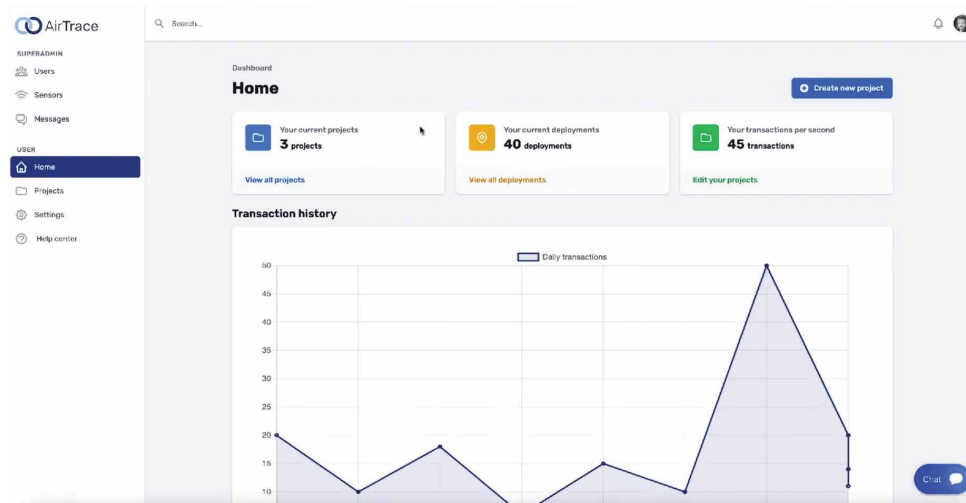 AirTrace
Search...
SUPERADMIN
Users
Sensors
Messages
USER
Home
Projects
Settings
Help center
Dashboard
Home
Create new project
Your current projects
3 projects
View all projects
Your current deployments
40 deployments
View all deployments
Your transactions per second
45 transactions
Edit your projects
Transaction history
Daily transactions
50
45
40
35
30
25
20
15
10
Chat